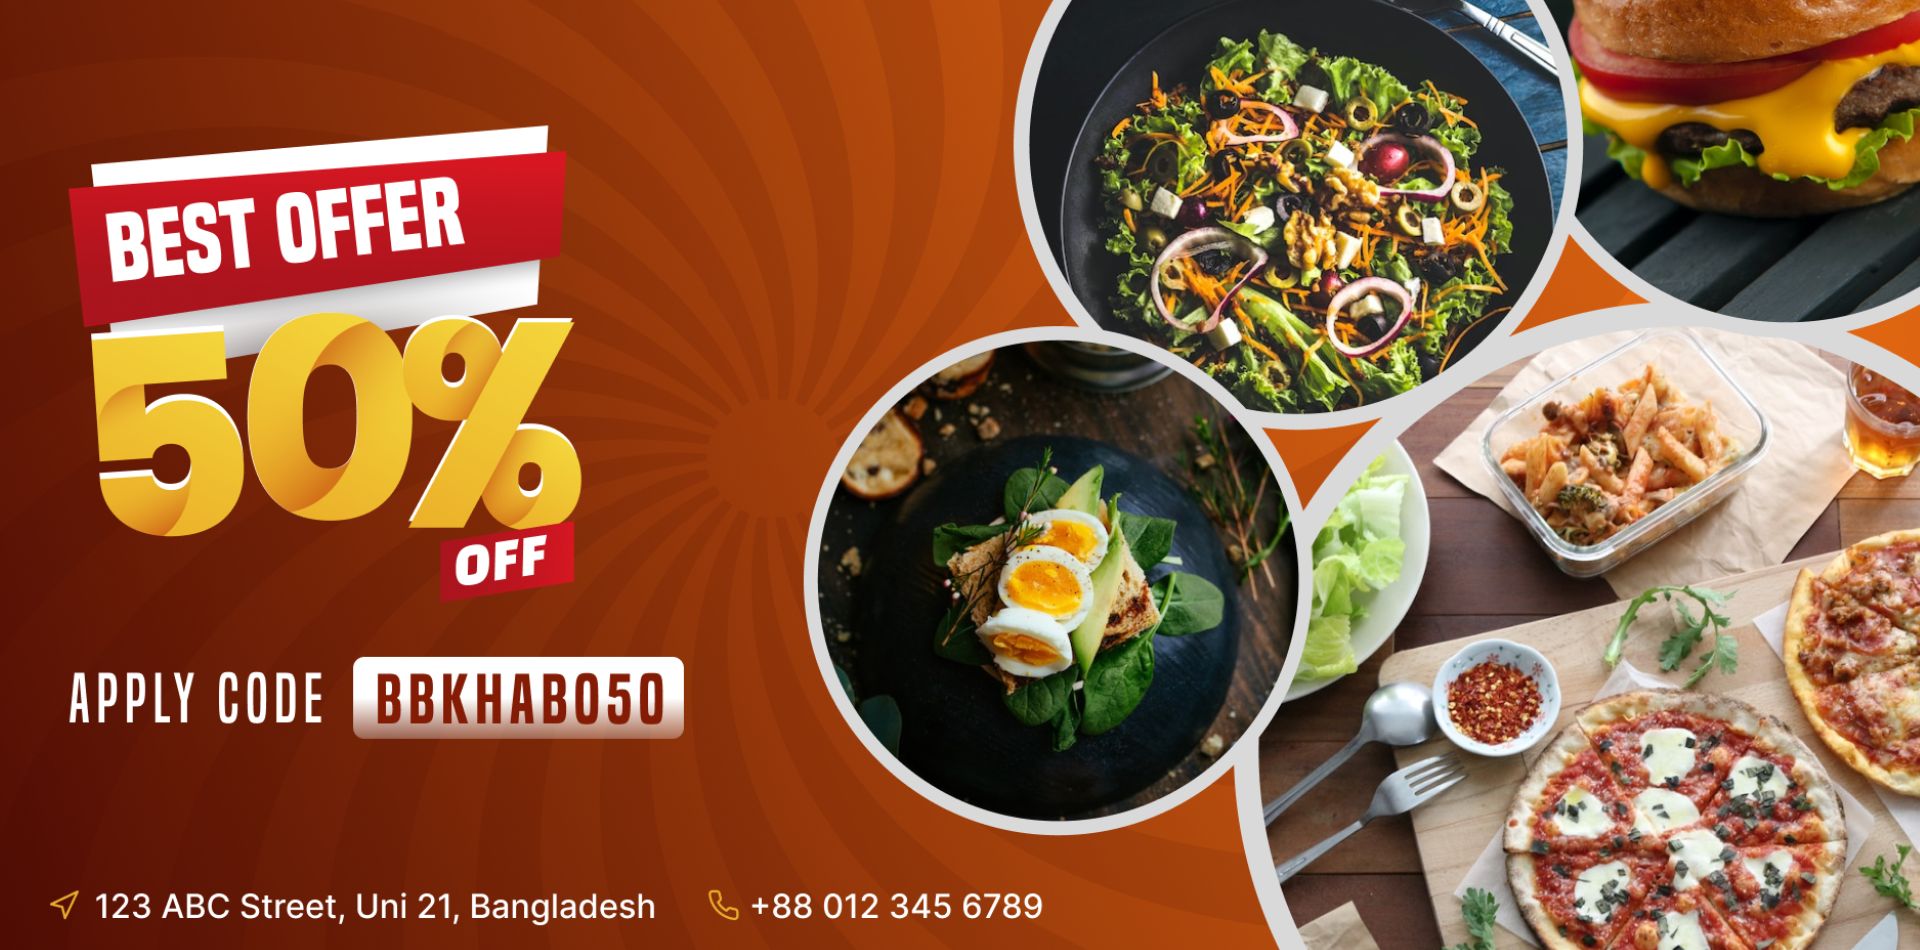 BEST OFFER
50%
OFF
APPLY CODE BBKHABO50
123 ABC Street, Uni 21, Bangladesh
+88 012 345 6789